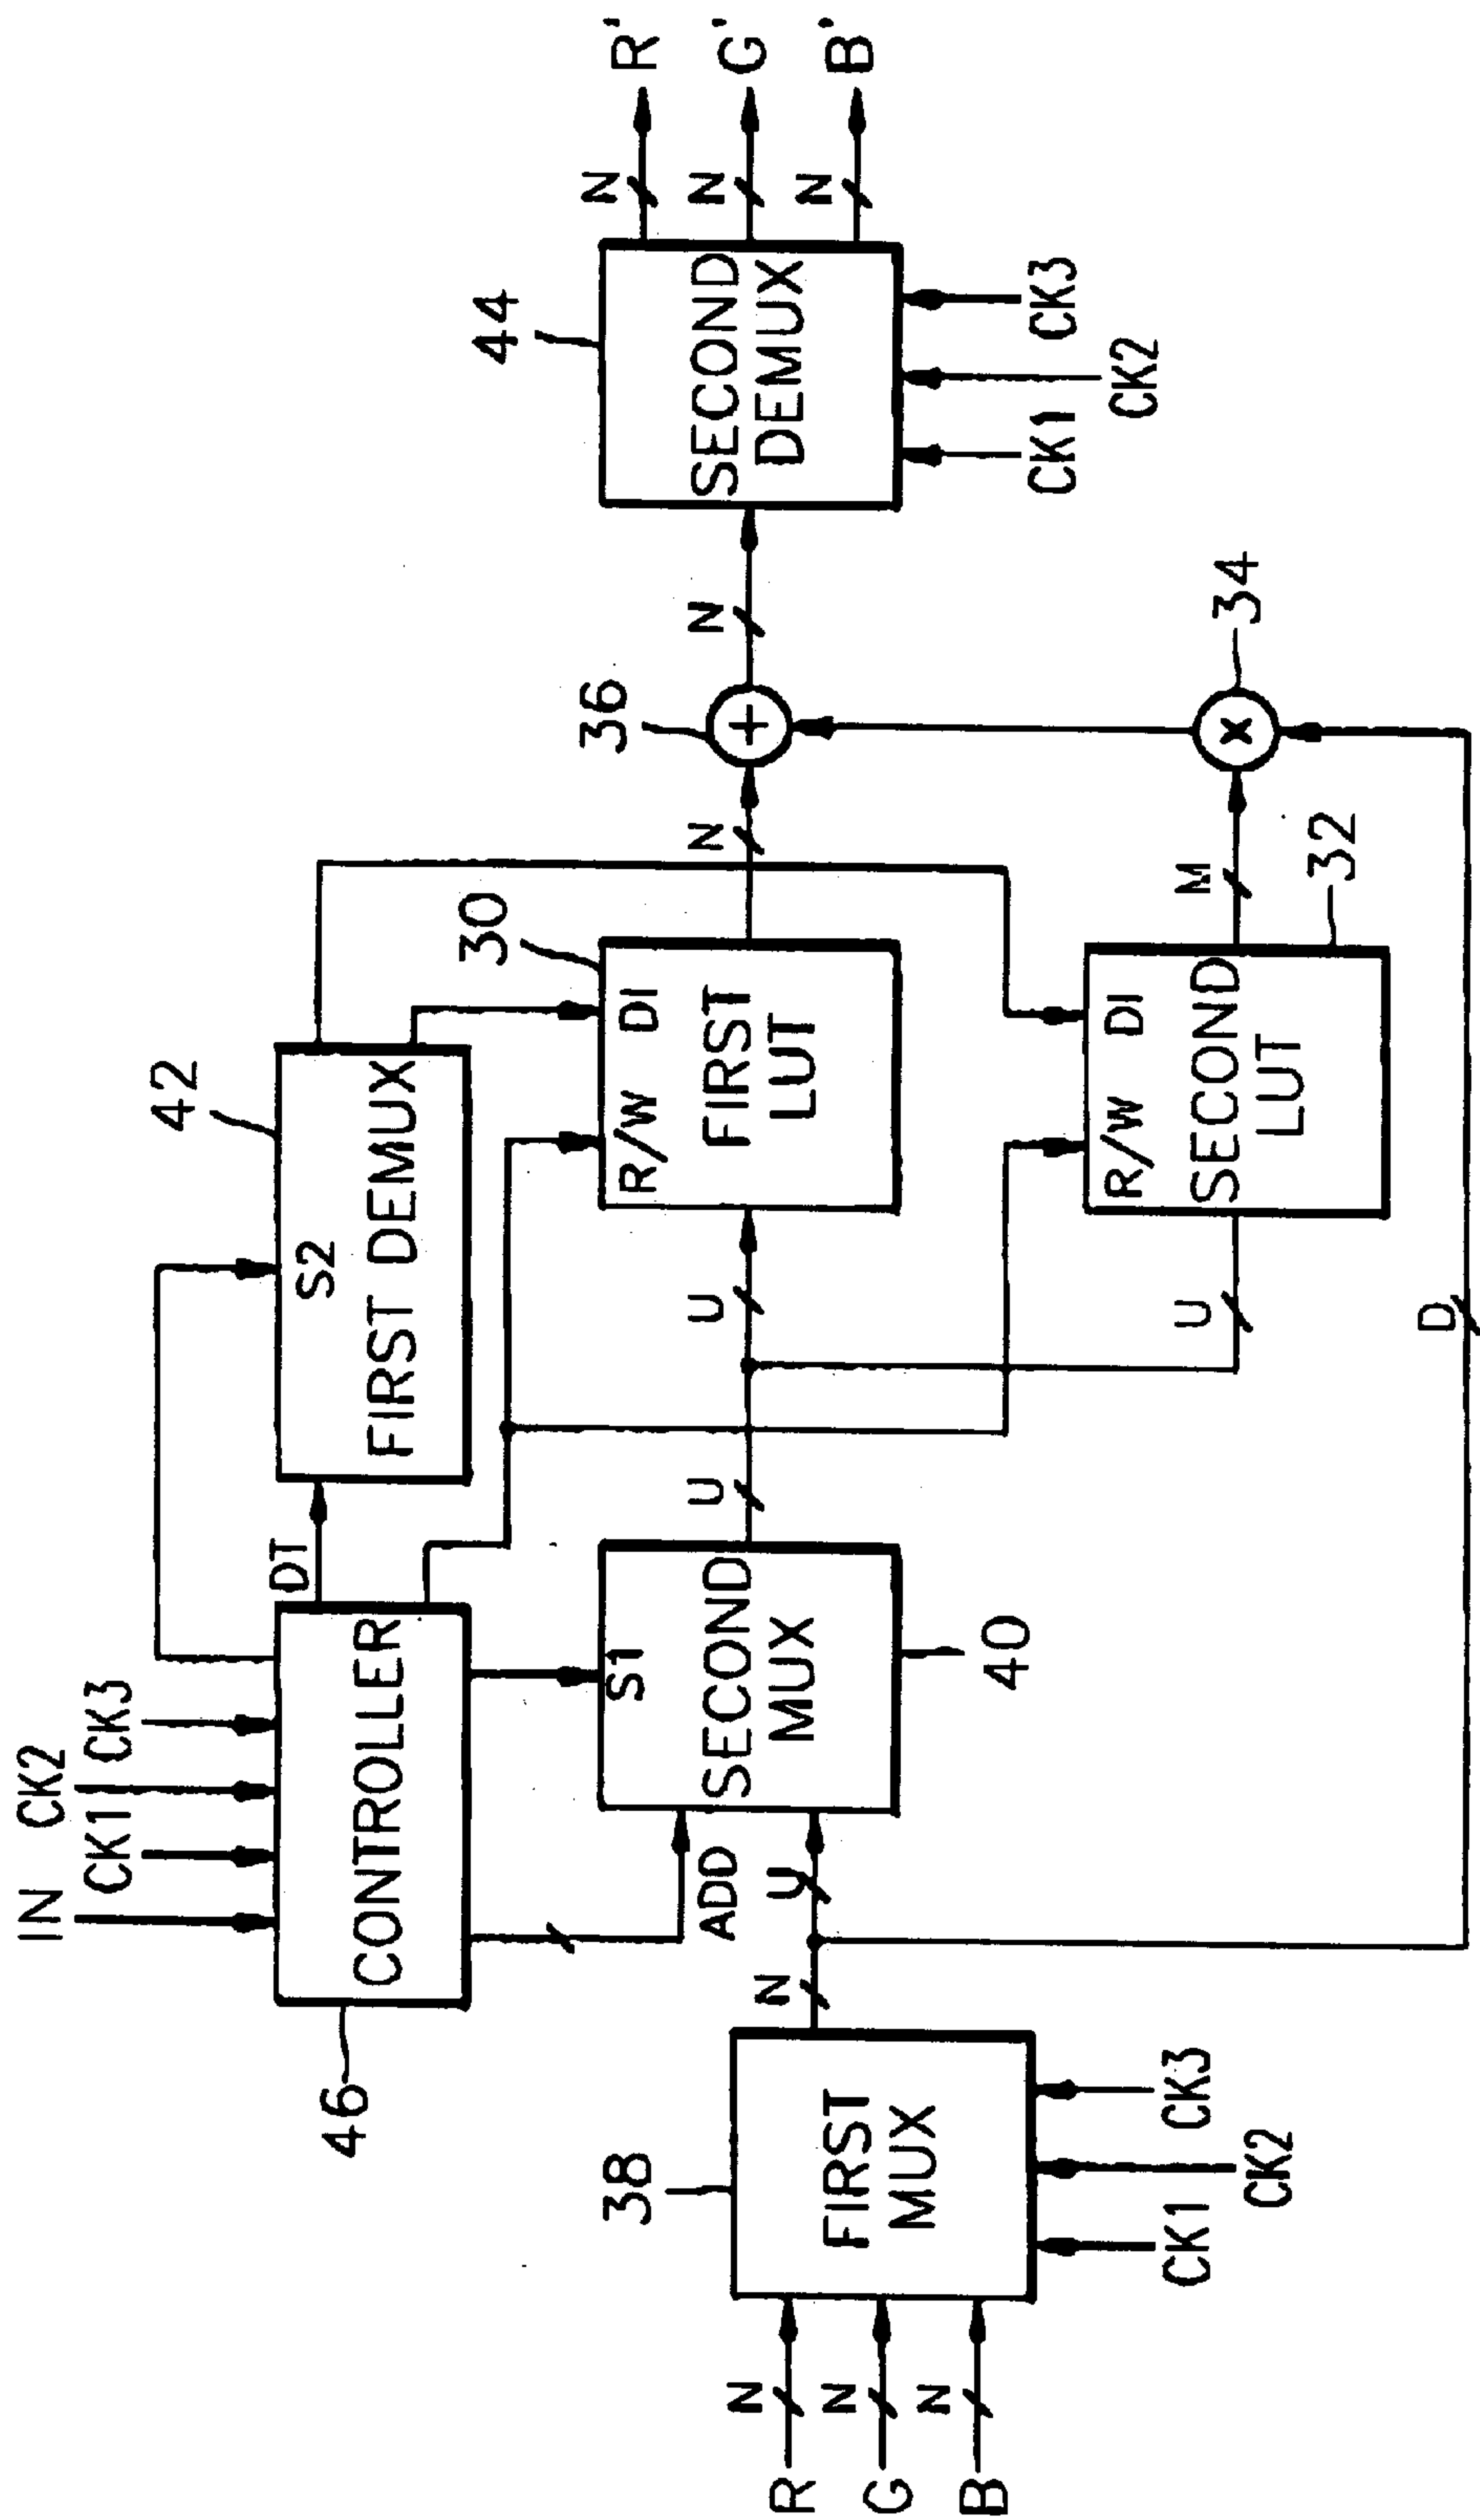 IN CK2
CK1 CK3
46
CONTROLLER
DT
42
S2
FIRST DEMUX
ADD
S1
SECOND
MUX
40
U
U
U
30
R/W DI
FIRST
LUT
N
36
+
N
44
SECOND
DEMUX
CK1 CK3
CK2
N
R'
N
G'
N
B'
R
N
G
N
B
N
38
FIRST
MUX
CK1 CK3
CK2
N
U
R/W DI
SECOND
LUT
32
M
×
34
D